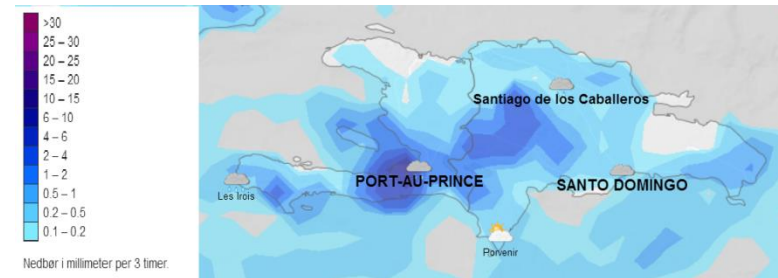 >30
25 – 30
20 – 25
15 – 20
10 – 15
6 – 10
4 – 6
2 – 4
1 – 2
0.5 – 1
0.2 – 0.5
0.1 – 0.2
Nedbør i millimeter per 3 timer.
Santiago de los Caballeros
PORT-AU-PRINCE
SANTO DOMINGO
Les Irois
Porvenir